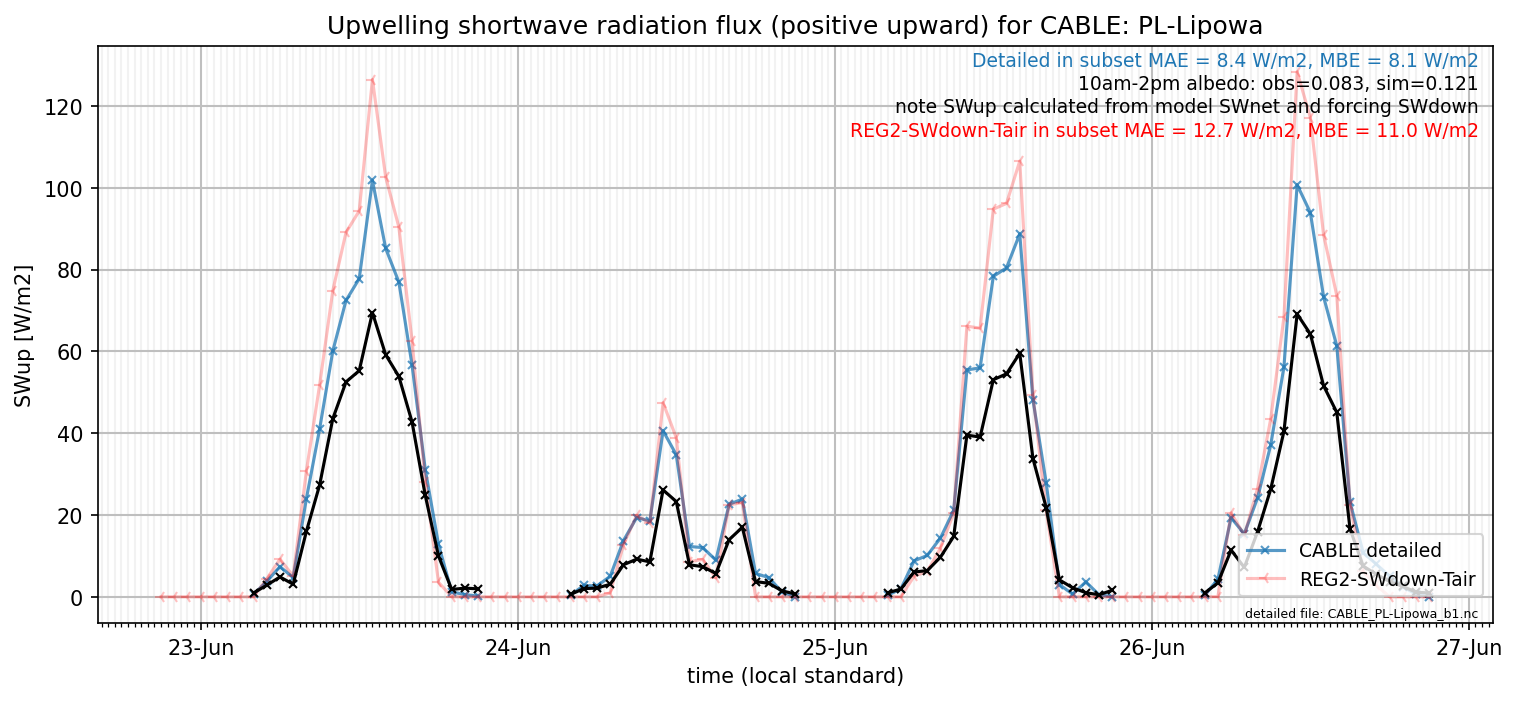 Upwelling shortwave radiation flux (positive upward) for CABLE: PL-Lipowa
Detailed in subset MAE = 8.4 W/m2, MBE = 8.1 W/m2
10am-2pm albedo: obs=0.083, sim=0.121
note SWup calculated from model SWnet and forcing SWdown
REG2-SWdown-Tair in subset MAE = 12.7 W/m2, MBE = 11.0 W/m2
SWup [W/m2]
120
100
80
60
40
20
0
CABLE detailed
REG2-SWdown-Tair
detailed file: CABLE_PL-Lipowa_b1.nc
23-Jun 24-Jun 25-Jun 26-Jun 27-Jun
time (local standard)